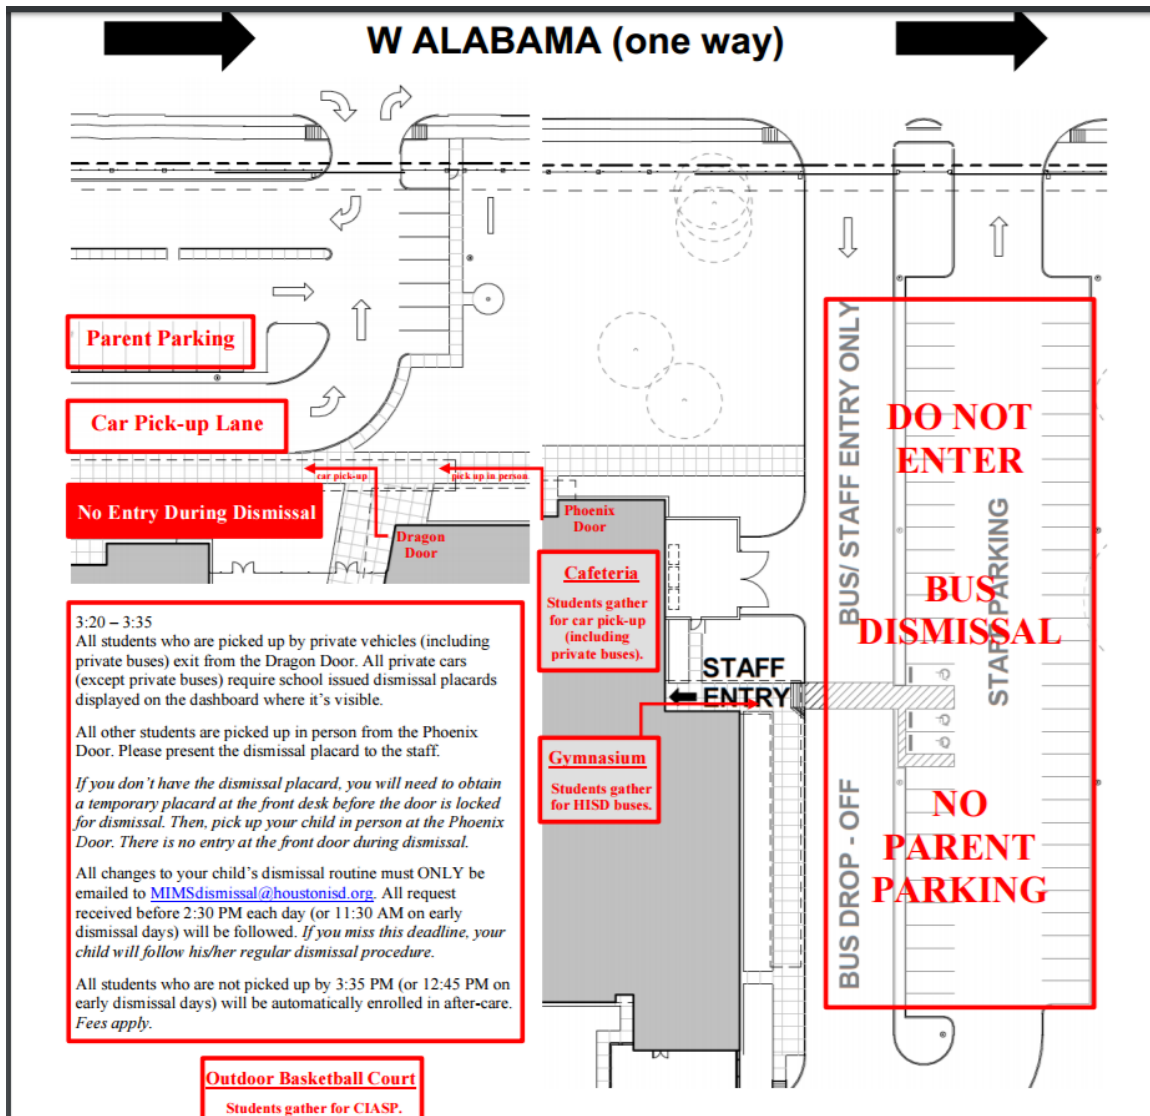 W ALABAMA (one way)
Parent Parking
Car Pick-up Lane
car pick-up
pick up in person
No Entry During Dismissal
Dragon
Door
Phoenix
Door
Cafeteria
Students gather
for car pick-up
(including
private buses).
STAFF
ENTRY
Gymnasium
Students gather
for HISD buses.
BUS/ STAFF ENTRY ONLY
BUS DROP - OFF
STAFF PARKING
DO NOT
ENTER
BUS
DISMISSAL
NO
PARENT
PARKING
3:20 – 3:35
All students who are picked up by private vehicles (including
private buses) exit from the Dragon Door. All private cars
(except private buses) require school issued dismissal placards
displayed on the dashboard where it’s visible.
All other students are picked up in person from the Phoenix
Door. Please present the dismissal placard to the staff.
If you don’t have the dismissal placard, you will need to obtain
a temporary placard at the front desk before the door is locked
for dismissal. Then, pick up your child in person at the Phoenix
Door. There is no entry at the front door during dismissal.
All changes to your child’s dismissal routine must ONLY be
emailed to MIMSdismissal@houstonisd.org. All request
received before 2:30 PM each day (or 11:30 AM on early
dismissal days) will be followed. If you miss this deadline, your
child will follow his/her regular dismissal procedure.
All students who are not picked up by 3:35 PM (or 12:45 PM on
early dismissal days) will be automatically enrolled in after-care.
Fees apply.
Outdoor Basketball Court
Students gather for CIASP.